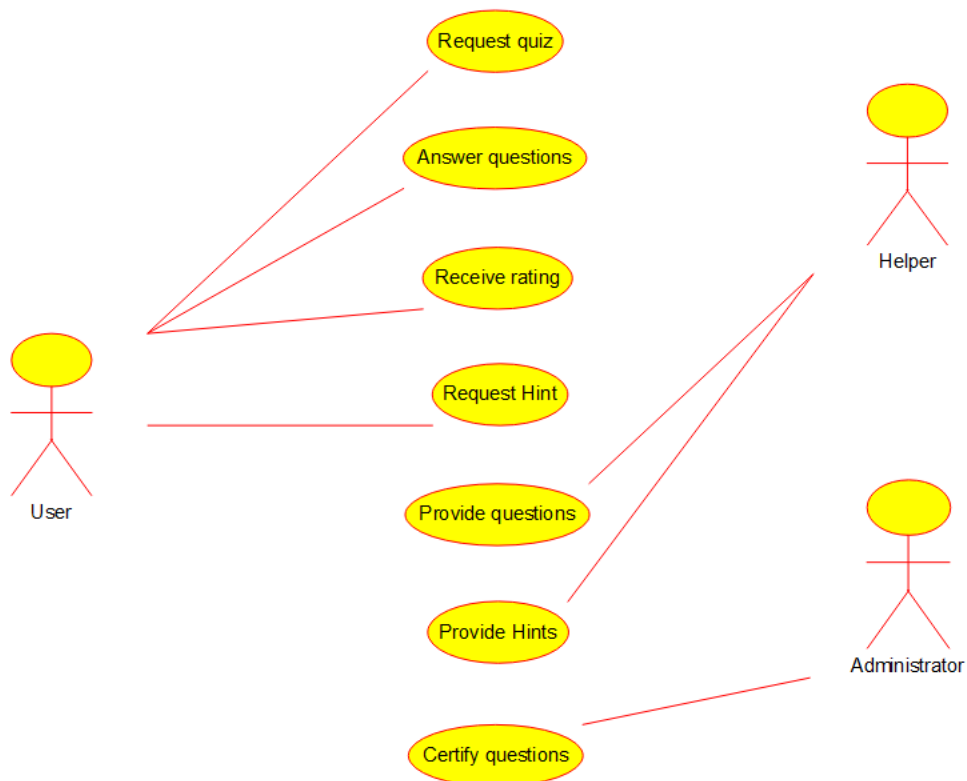 Request quiz
Answer questions
Helper
Receive rating
Request Hint
User
Provide questions
Provide Hints
Administrator
Certify questions